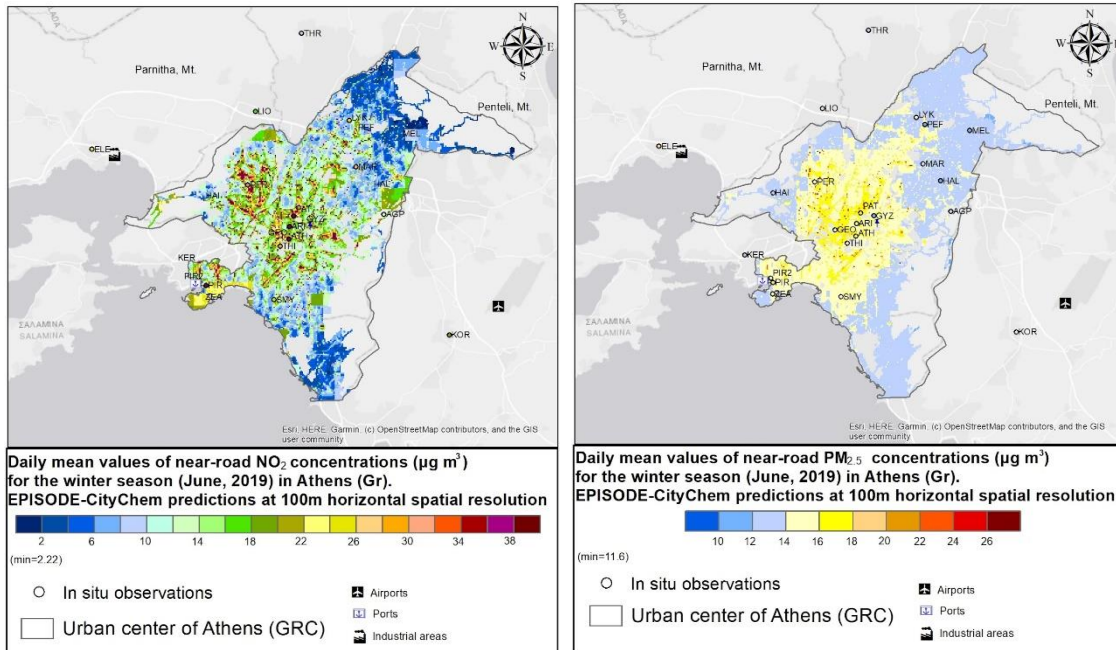 THR
Parnitha, Mt.
Penteli, Mt.
LIO
LYK
PEF
MEL
ELE
MAR
HAL
HAI
PER
PAT
AGP
ARI
ATH
THI
KER
PIR2
PIR
ZEA
SMY
KOR
ΣΑΛΑΜΙΝΑ
SALAMINA
N
W E
S
Esri, HERE, Garmin, (c) OpenStreetMap contributors, and the GIS
user community
Daily mean values of near-road NO2 concentrations (μg m3)
for the winter season (June, 2019) in Athens (Gr).
EPISODE-CityChem predictions at 100m horizontal spatial resolution
2 6 10 14 18 22 26 30 34 38
(min=2.22)
In situ observations
Urban center of Athens (GRC)
Airports
Ports
Industrial areas
THR
Parnitha, Mt.
Penteli, Mt.
LIO
LYK
PEF
MEL
ELE
MAR
HAL
HAI
PER
PAT
GYZ
AGP
ARI
GEO
ATH
THI
KER
PIR2
PIR
ZEA
SMY
KOR
ΣΑΛΑΜΙΝΑ
SALAMINA
N
W E
S
Esri, HERE, Garmin, (c) OpenStreetMap contributors, and the GIS
user community
Daily mean values of near-road PM2.5 concentrations (μg m3)
for the winter season (June, 2019) in Athens (Gr).
EPISODE-CityChem predictions at 100m horizontal spatial resolution
10 12 14 16 18 20 22 24 26
(min=11.6)
In situ observations
Urban center of Athens (GRC)
Airports
Ports
Industrial areas